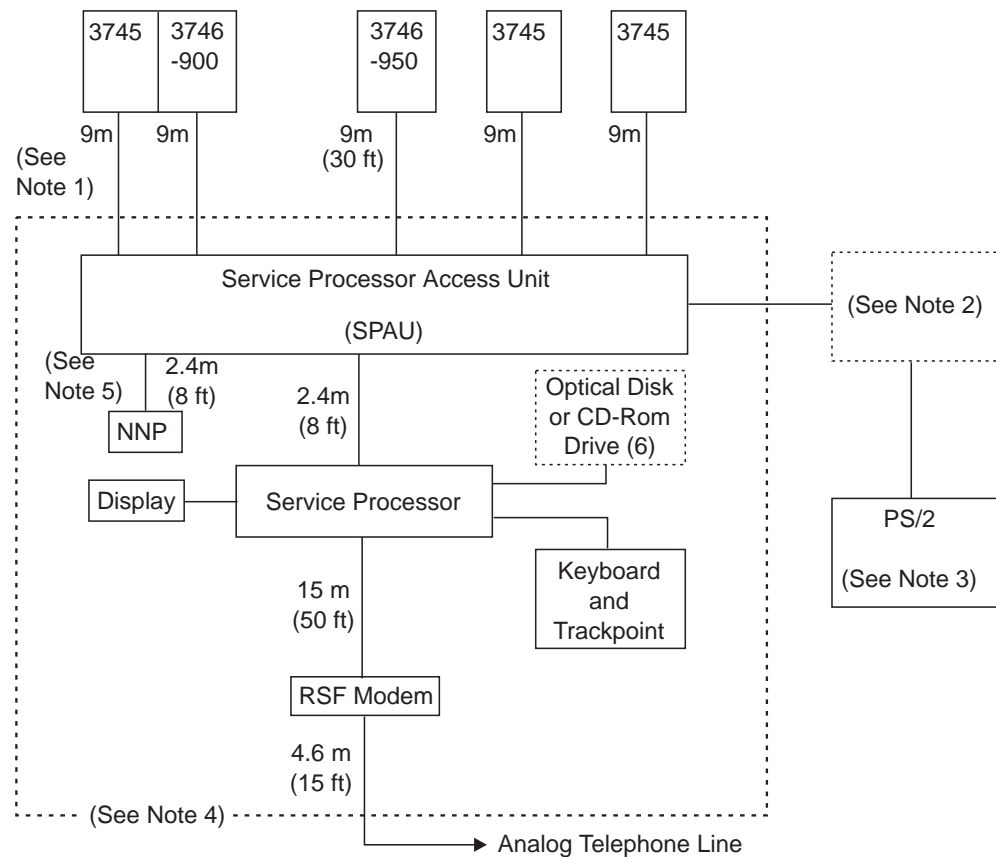 3745
3746
-900
3746
-950
3745
3745
9m
9m
9m
(30 ft)
9m
9m
(See
Note 1)
Service Processor Access Unit
(SPAU)
(See Note 2)
(See
Note 5)
2.4m
(8 ft)
2.4m
(8 ft)
Optical Disk
or CD-Rom
Drive (6)
NNP
Display
Service Processor
PS/2
(See Note 3)
Keyboard
and
Trackpoint
15 m
(50 ft)
RSF Modem
4.6 m
(15 ft)
(See Note 4)
Analog Telephone Line